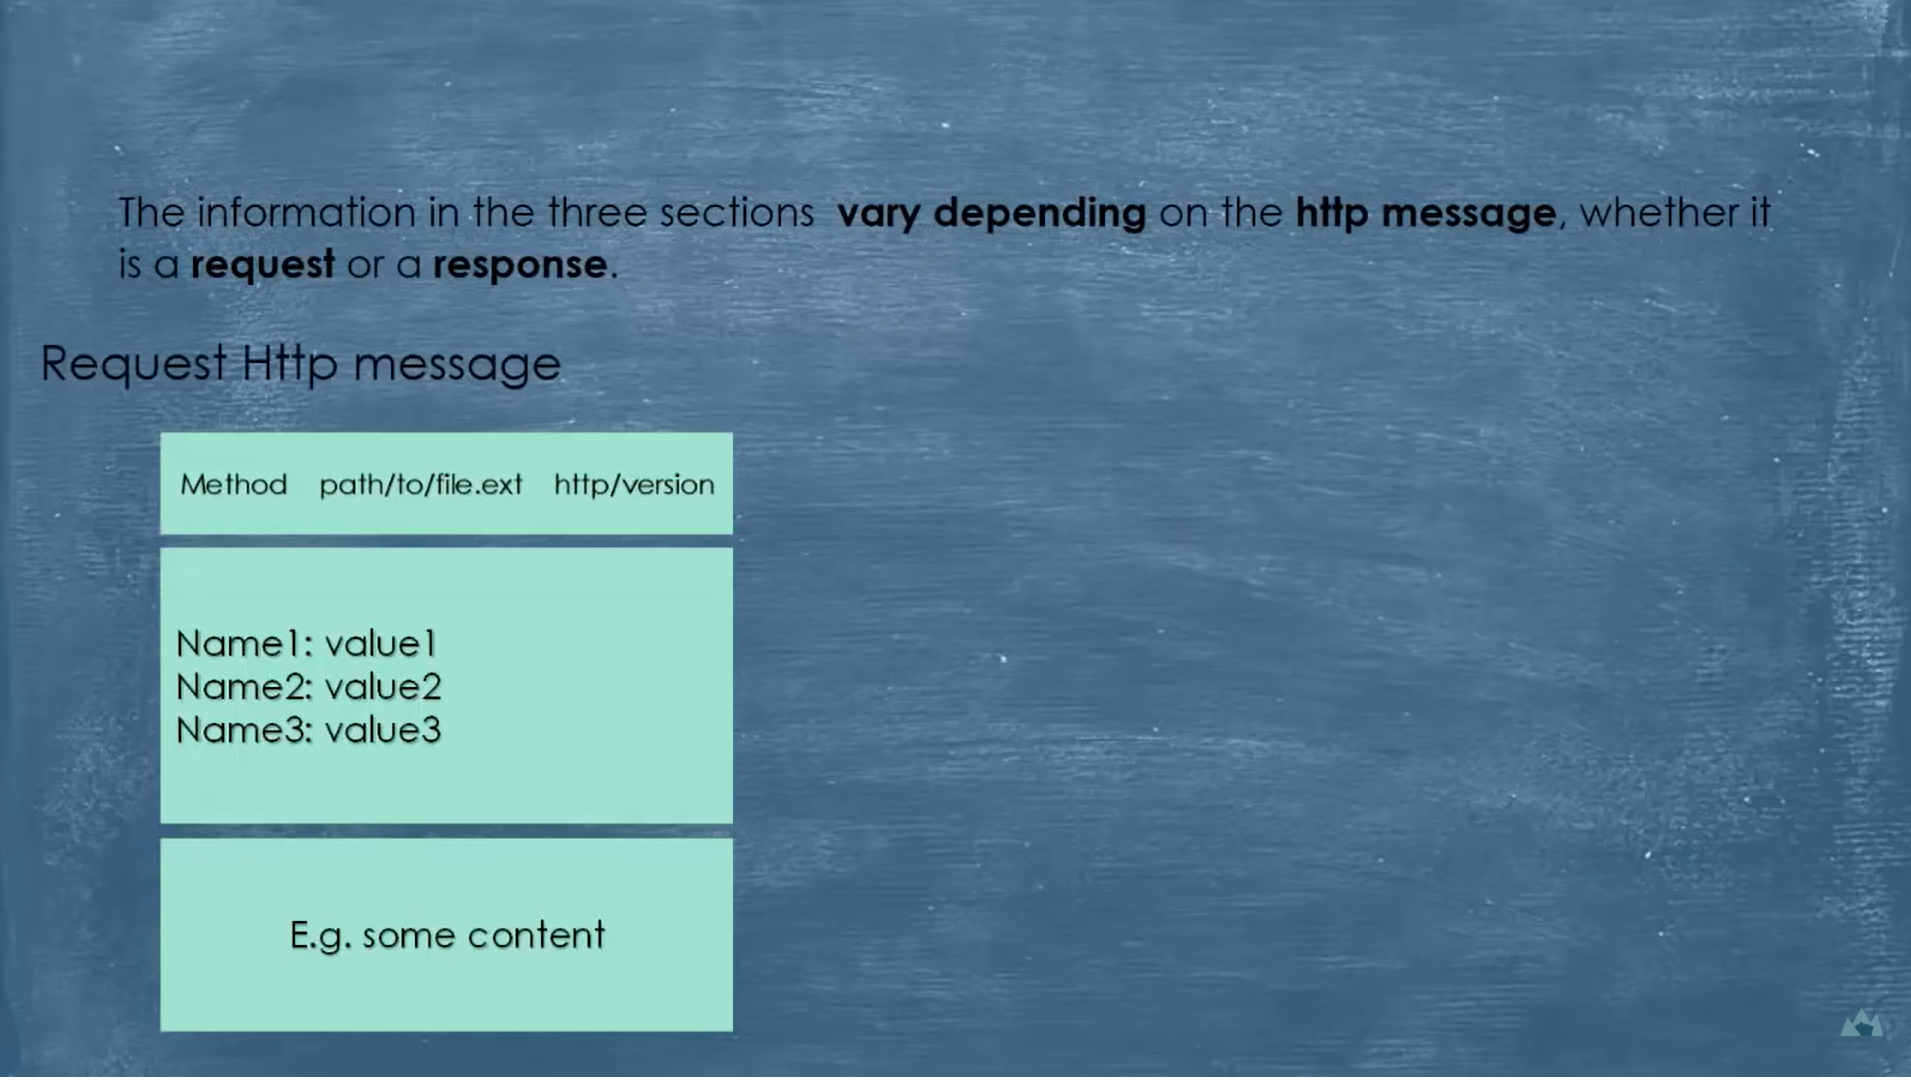 The information in the three sections vary depending on the http message, whether it
is a request or a response.
Request Http message
Method path/to/file.ext http/version
Name1: value1
Name2: value2
Name3: value3
E.g. some content